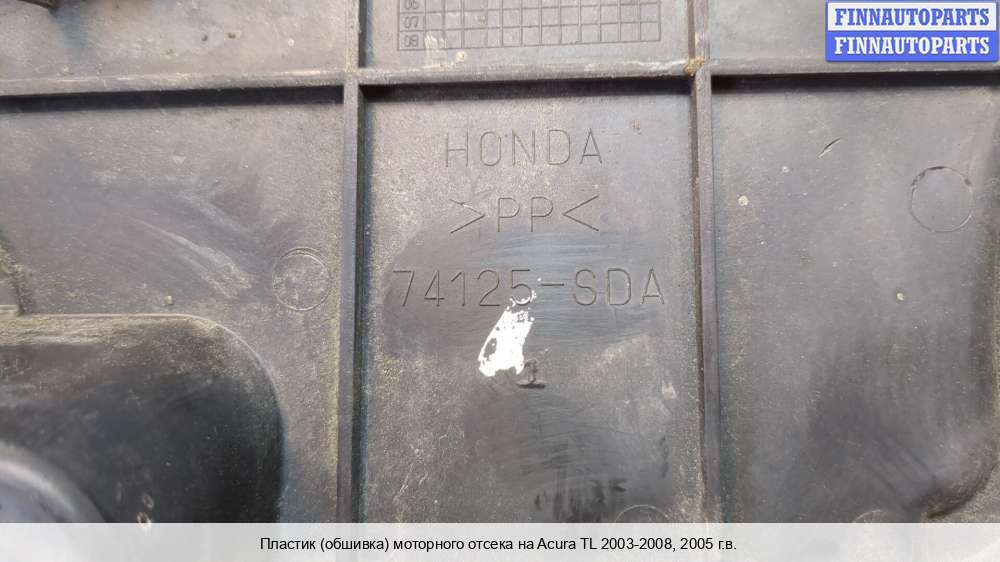 06
07
08
FINNAUTOPARTS
FINNAUTOPARTS
HONDA
>PP<
74125-SDA
Пластик (обшивка) моторного отсека на Acura TL 2003-2008, 2005 г.в.